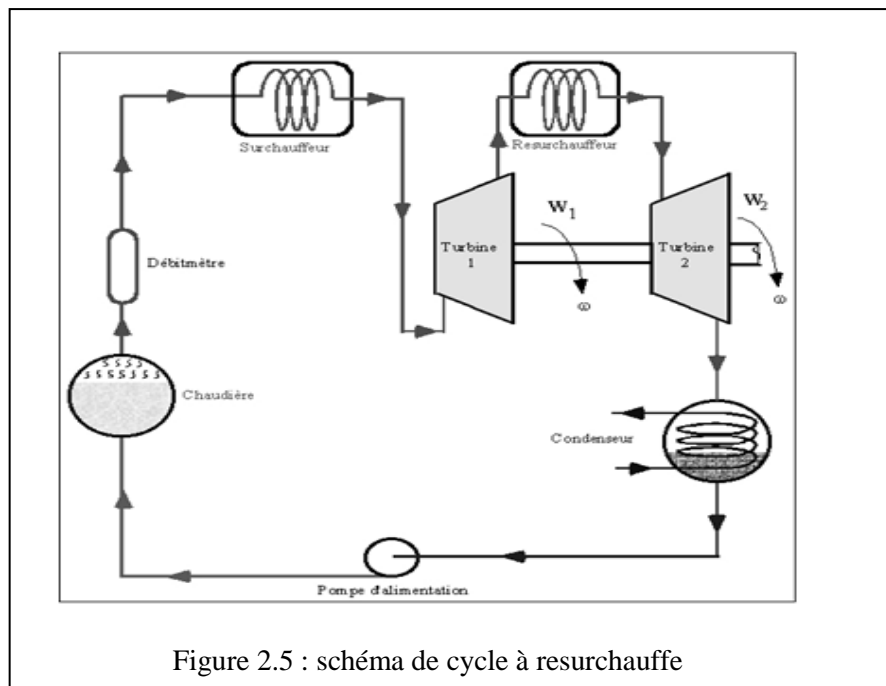 Surchauffeur
Resurchauffeur
W1
W2
Turbine
1
Turbine
2
ω
ω
Débitmètre
Chaudière
Condenseur
Pompe d'alimentation
Figure 2.5 : schéma de cycle à resurchauffe